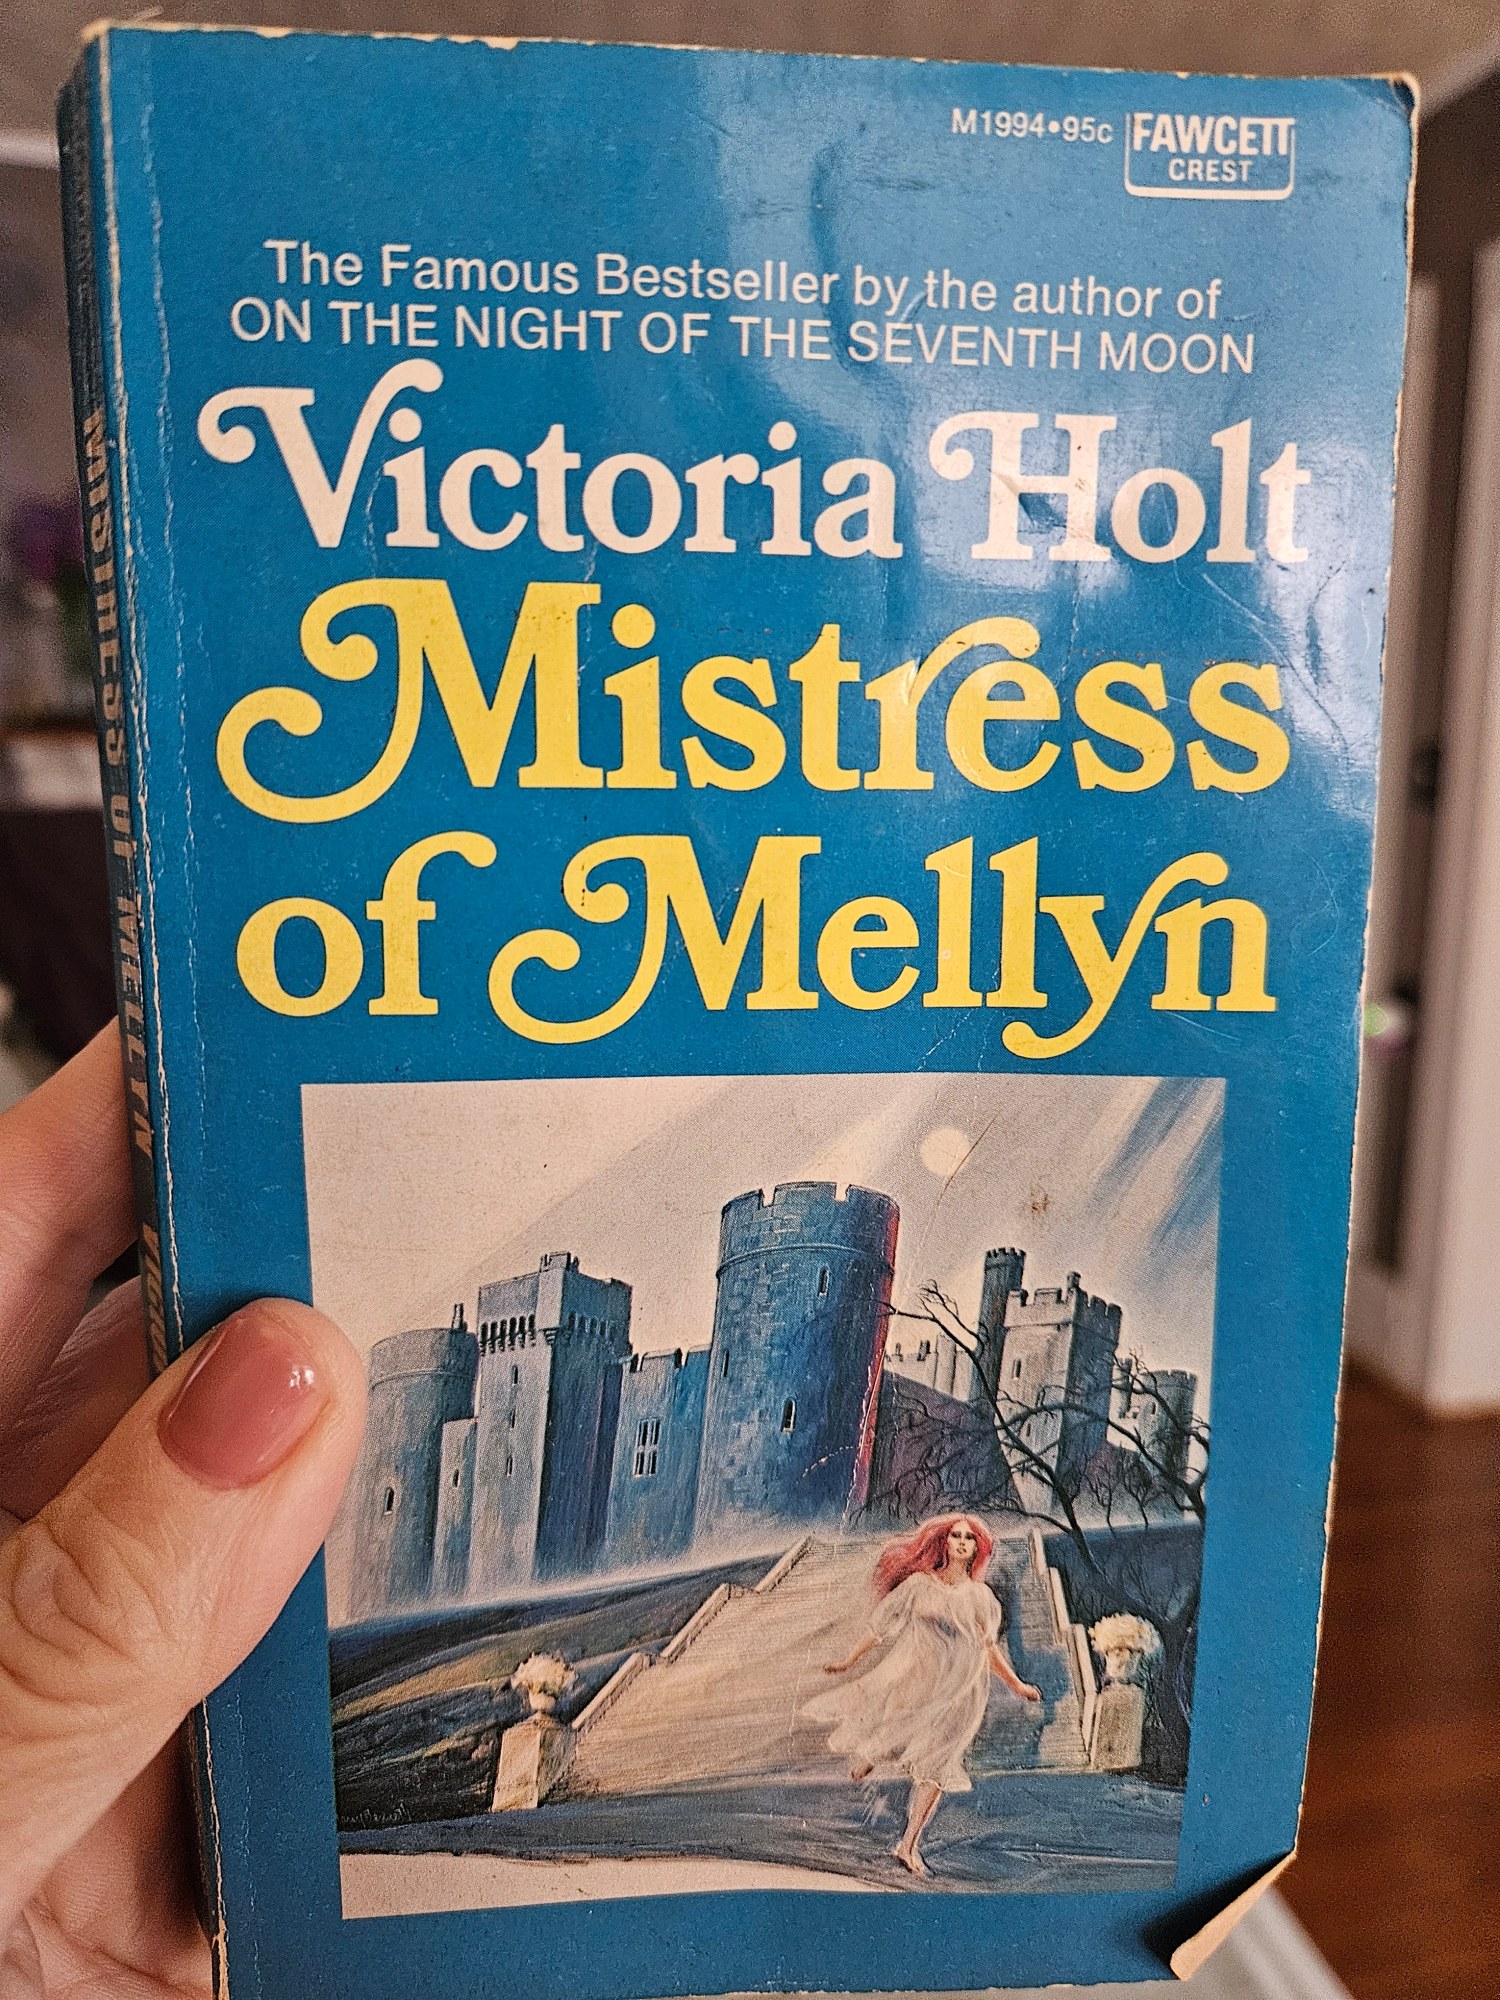 M1994•95c
FAWCETT
CREST
The Famous Bestseller by the author of
ON THE NIGHT OF THE SEVENTH MOON
Victoria Holt
Mistress
of Mellyn
MISTRESS OF MELLYN